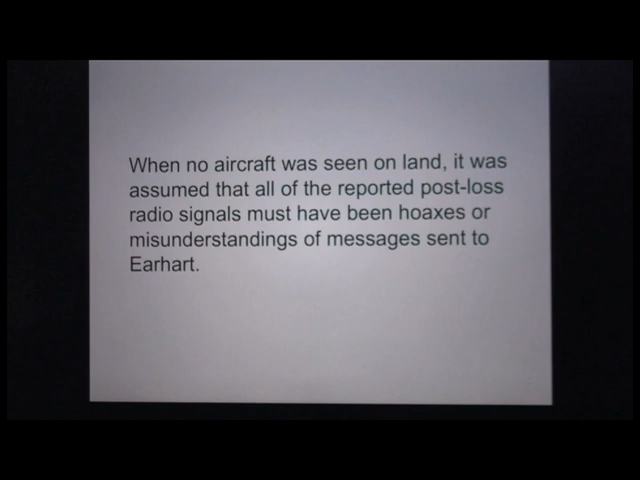 When no aircraft was seen on land, it was
assumed that all of the reported post-loss
radio signals must have been hoaxes or
misunderstandings of messages sent to
Earhart.